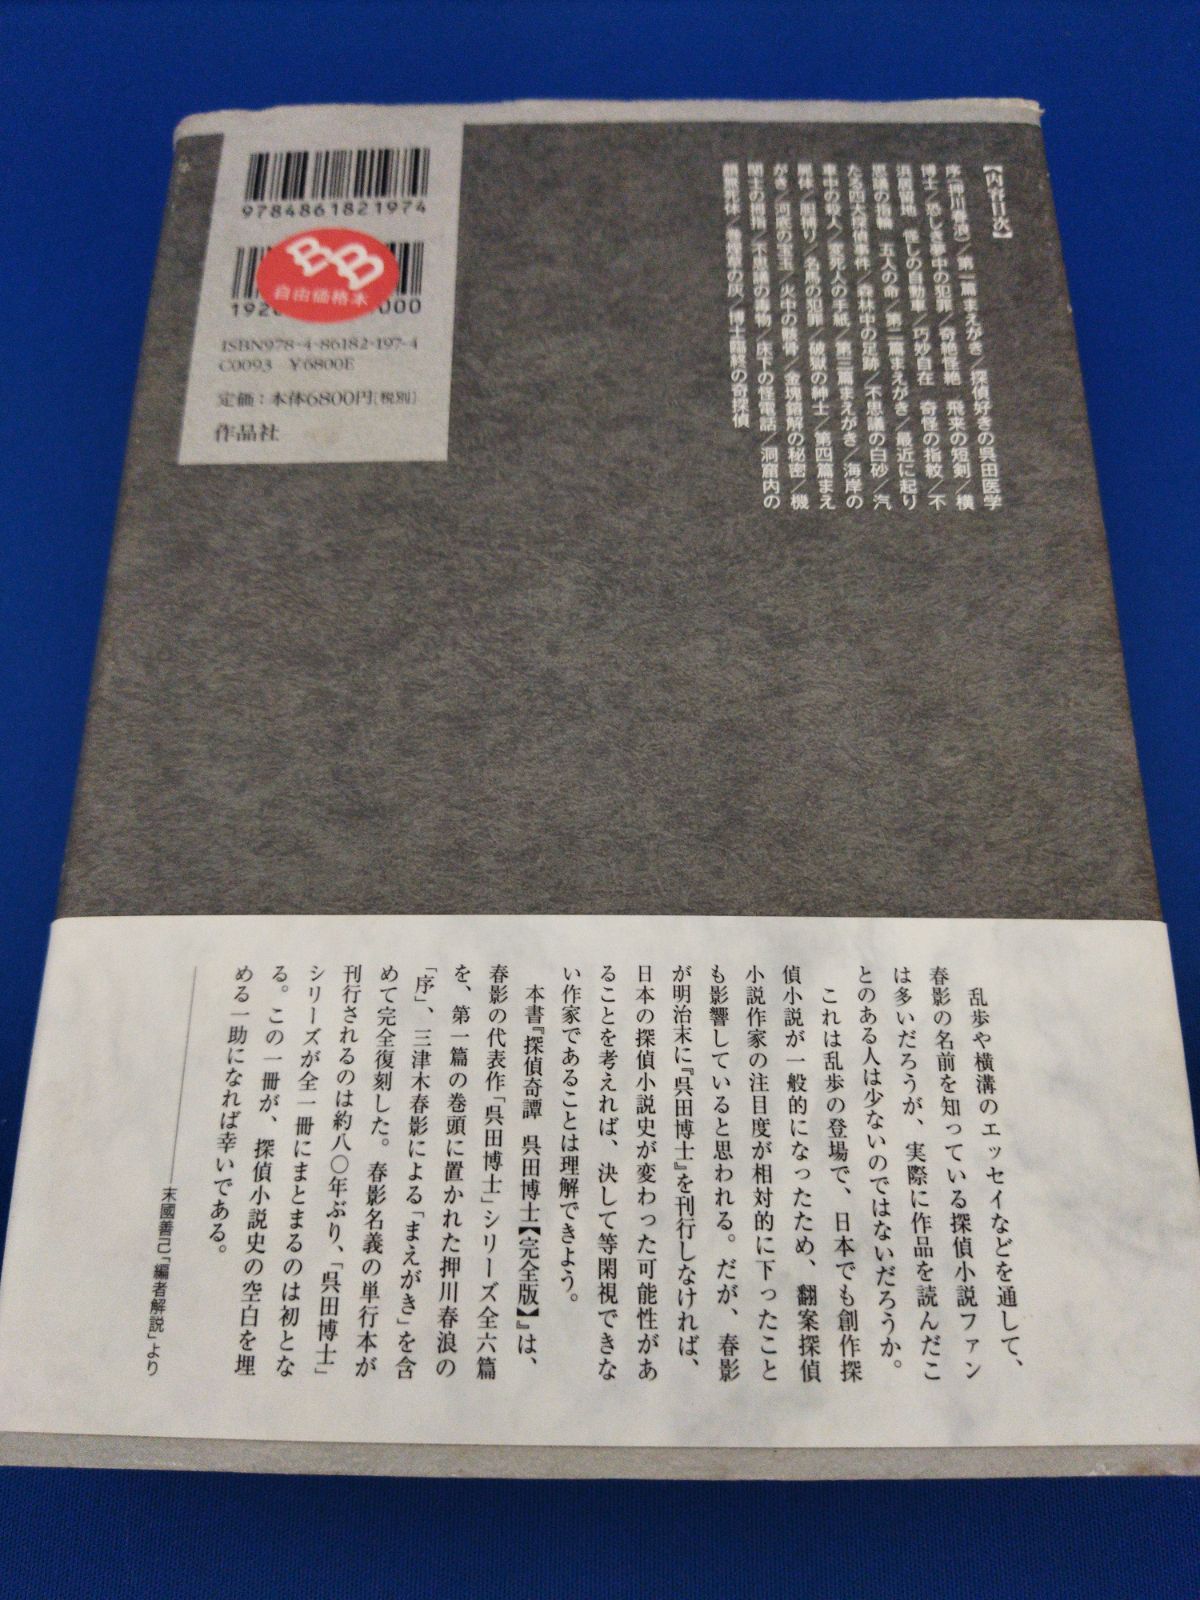 9784861821974
BB
自由価格本
ISBN978-4-86182-197-4
C0093 ¥6800E
定価：本体6800円［税別］
作品社
【内容目次】
序（押川春浪）／第一篇まえがき／探偵好きの呉田医学
博士／恐しき夢中の犯罪／奇絶怪絶 飛来の短剣／横
浜居留地 怪しの自動車／巧妙自在 奇怪の指紋／不
思議の指輪 五人の命／第二篇まえがき／最近に起り
たる四大探偵事件／森林中の足跡／不思議の白砂／汽
車中の殺人／変死人の手紙／第三篇まえがき／海岸の
屍体／胴捕り／名馬の犯罪／破獄の紳士／第四篇まえ
がき／河底の宝玉／火中の骸骨／金塊鎔解の秘密／機
関士の拇指／不思議の毒物／床下の怪電話／洞窟内の
屍体／巻煙草の灰／博士臨終の奇探偵
乱歩や横溝のエッセイなどを通して、
春影の名前を知っている探偵小説ファン
は多いだろうが、実際に作品を読んだこ
とのある人は少ないのではないだろうか。
これは乱歩の登場で、日本でも創作探
偵小説が一般的になったため、翻案探偵
小説作家の注目度が相対的に下ったこと
も影響していると思われる。だが、春影
が明治末に『呉田博士』を刊行しなければ、
日本の探偵小説史が変わった可能性があ
ることを考えれば、決して等閑視できな
い作家であることは理解できよう。
本書『探偵奇譚 呉田博士【完全版】』は、
春影の代表作「呉田博士」シリーズ全六篇
を、第一篇の巻頭に置かれた押川春浪の
「序」、三津木春影による「まえがき」を含
めて完全復刻した。春影名義の単行本が
刊行されるのは約八〇年ぶり、「呉田博士」
シリーズが全一冊にまとまるのは初とな
る。この一冊が、探偵小説史の空白を埋
める一助になれば幸いである。
——末國善己「編者解説」より